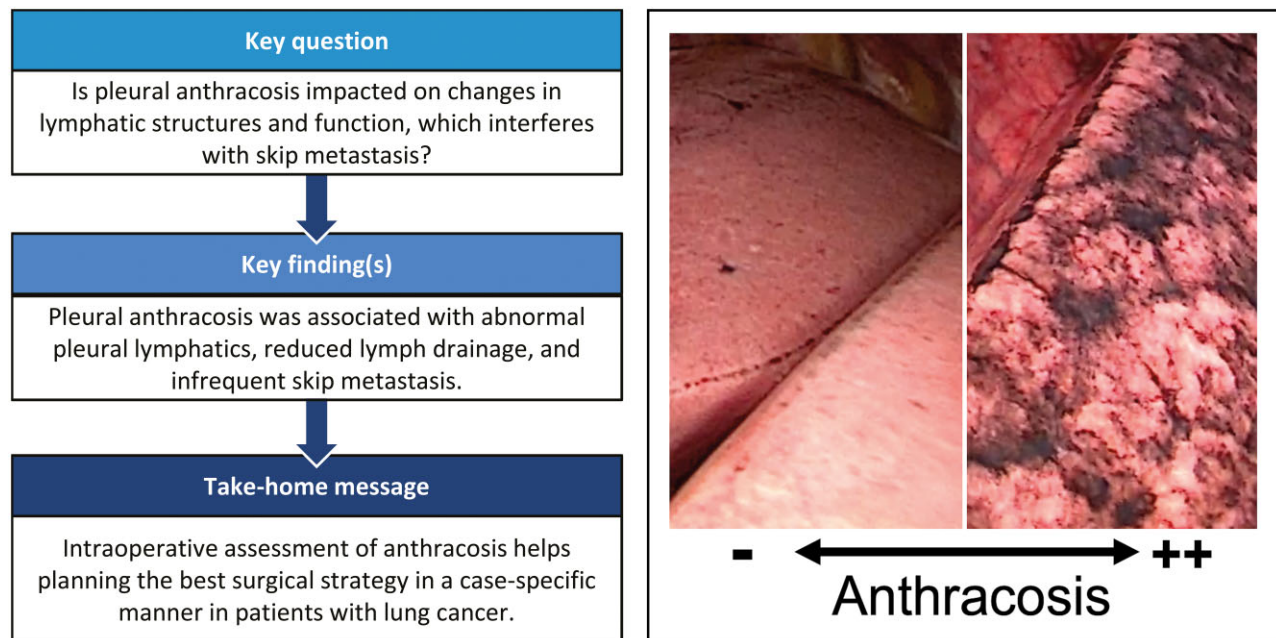 Key question
Is pleural anthracosis impacted on changes in
lymphatic structures and function, which interferes
with skip metastasis?
Key finding(s)
Pleural anthracosis was associated with abnormal
pleural lymphatics, reduced lymph drainage, and
infrequent skip metastasis.
Take-home message
Intraoperative assessment of anthracosis helps
planning the best surgical strategy in a case-specific
manner in patients with lung cancer.
- ++
Anthracosis